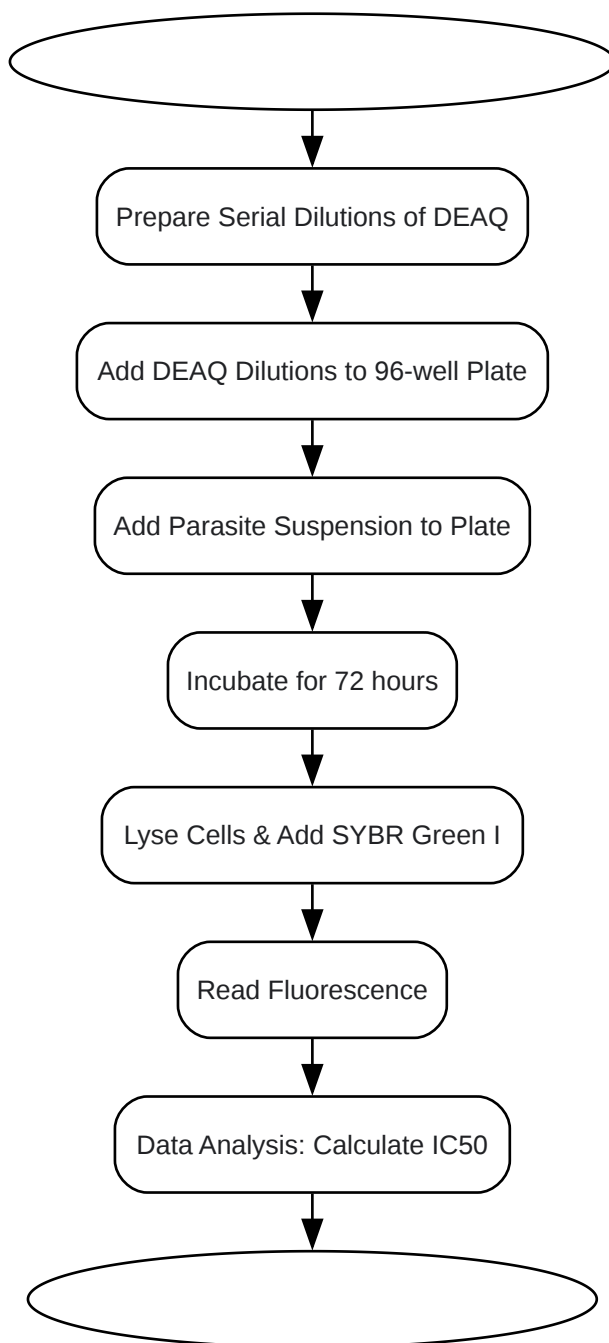 Prepare Serial Dilutions of DEAQ
Add DEAQ Dilutions to 96-well Plate
Add Parasite Suspension to Plate
Incubate for 72 hours
Lyse Cells & Add SYBR Green I
Read Fluorescence
Data Analysis: Calculate IC50